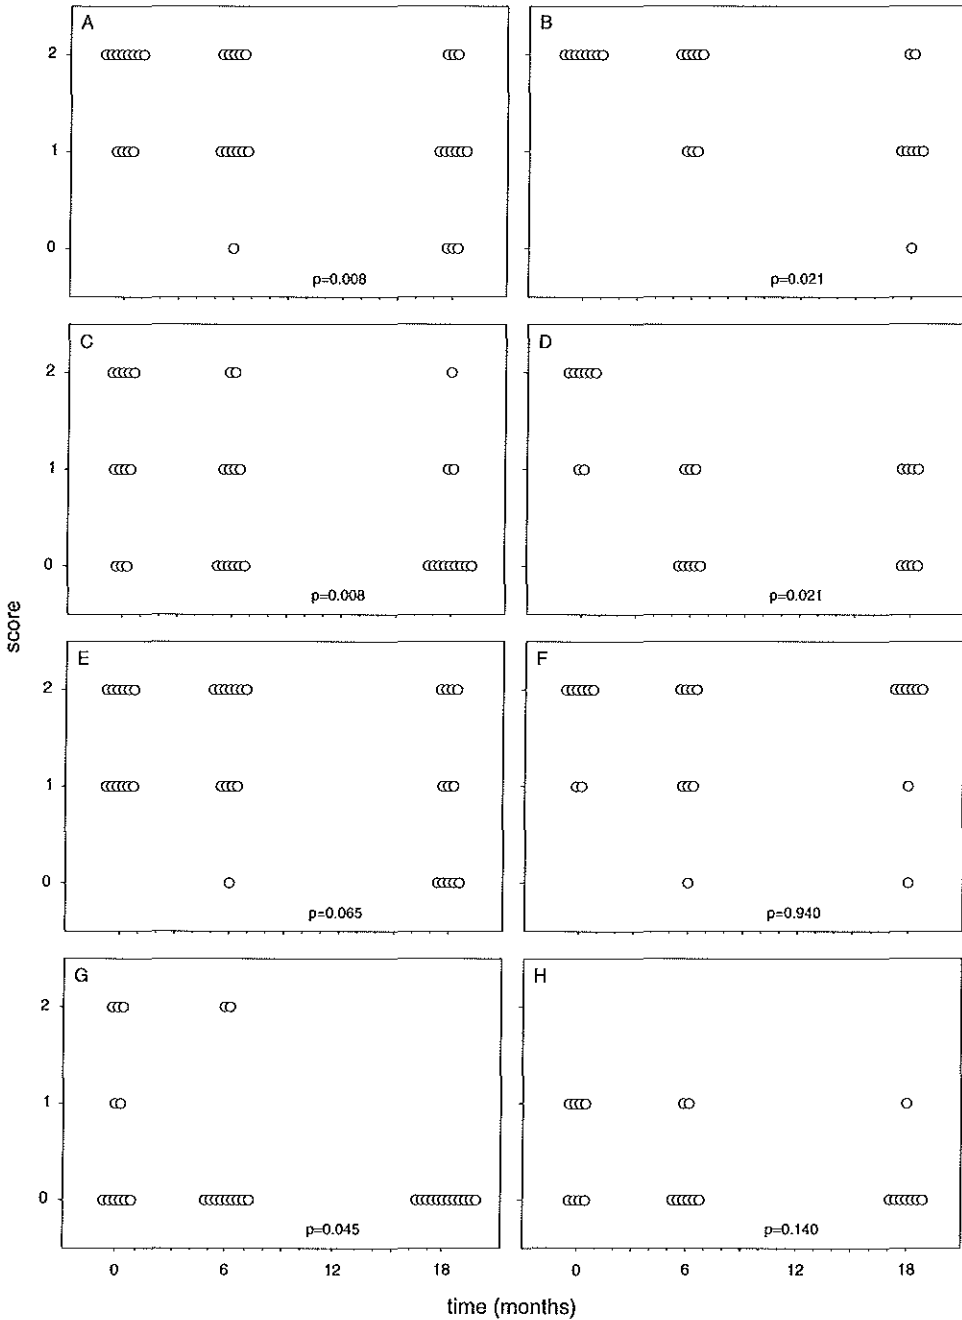 A
B
2
1
0
p=0.008
p=0.021
C
D
2
1
0
p=0.008
p=0.021
score
E
F
2
1
0
p=0.065
p=0.940
G
H
2
1
0
p=0.045
p=0.140
0 6 12 18 0 6 12 18
time (months)